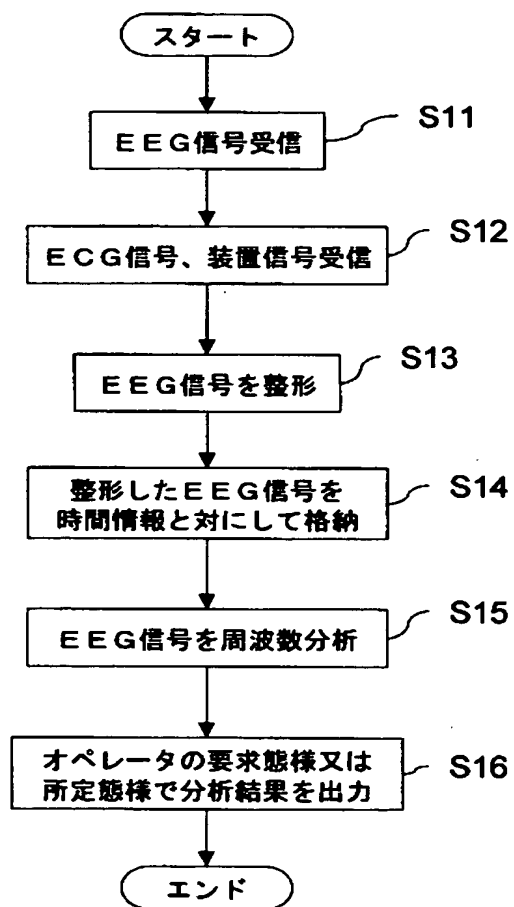 スタート
EEG信号受信
S11
ECG信号、装置信号受信
S12
EEG信号を整形
S13
整形したEEG信号を
時間情報と対にして格納
S14
EEG信号を周波数分析
S15
オペレータの要求態様又は
所定態様で分析結果を出力
S16
エンド